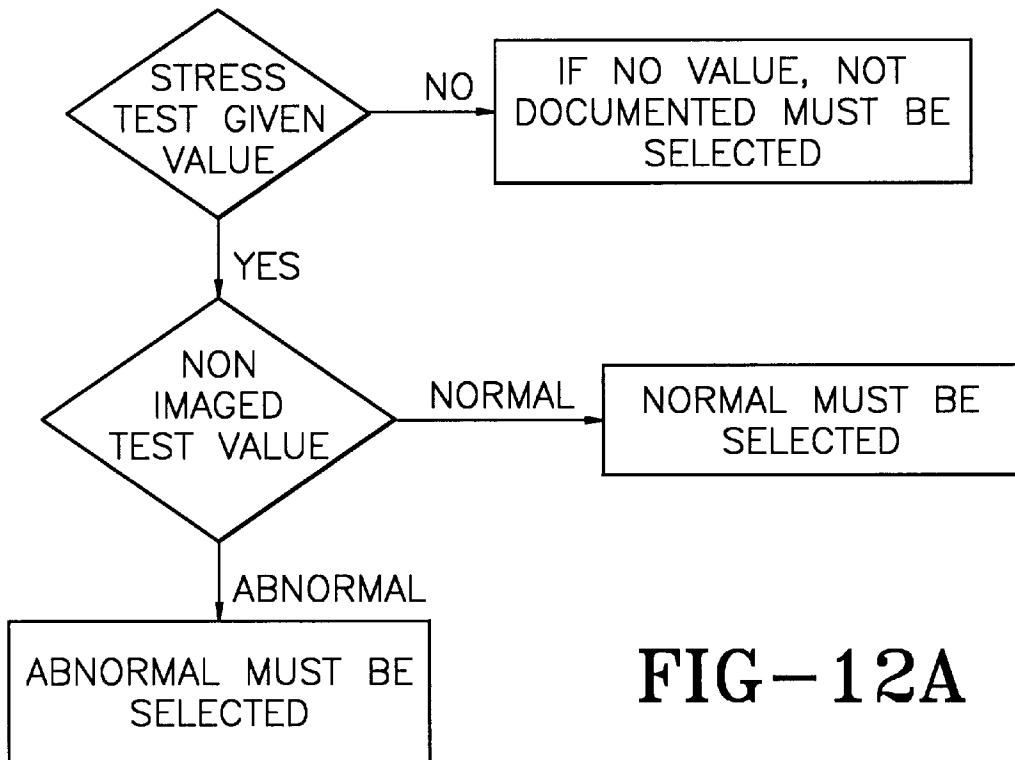 STRESS
TEST GIVEN
VALUE
NO
IF NO VALUE, NOT
DOCUMENTED MUST BE
SELECTED
YES
NON
IMAGED
TEST VALUE
NORMAL
NORMAL MUST BE
SELECTED
ABNORMAL
ABNORMAL MUST BE
SELECTED
FIG-12A